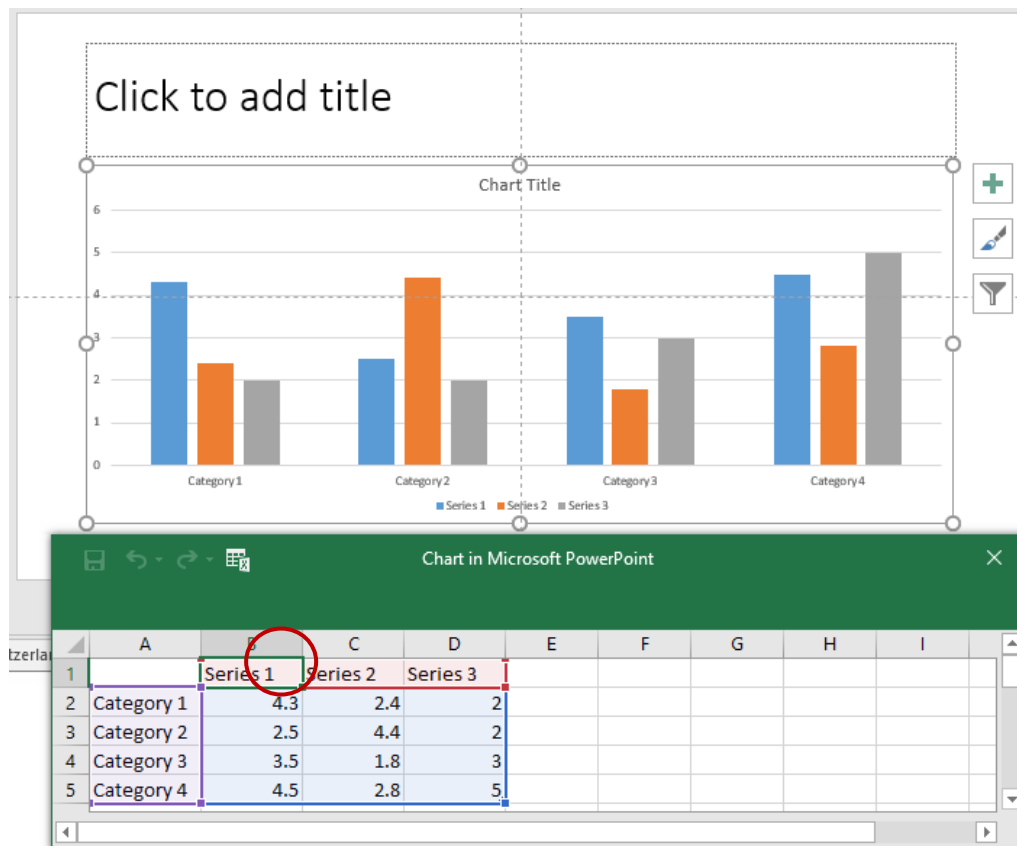 Click to add title
Chart Title
6
5
4
3
2
1
0
Category 1 Category 2 Category 3 Category 4
Series 1 Series 2 Series 3
Chart in Microsoft PowerPoint
A B C D E F G H I
1 Series 1 Series 2 Series 3
2 Category 1 4.3 2.4 2
3 Category 2 2.5 4.4 2
4 Category 3 3.5 1.8 3
5 Category 4 4.5 2.8 5